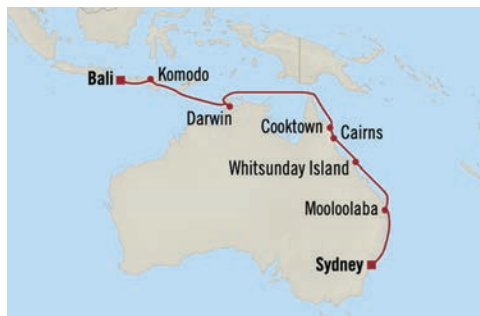 Bali
Komodo
Darwin
Cooktown
Cairns
Whitsunday Island
Mooloolaba
Sydney